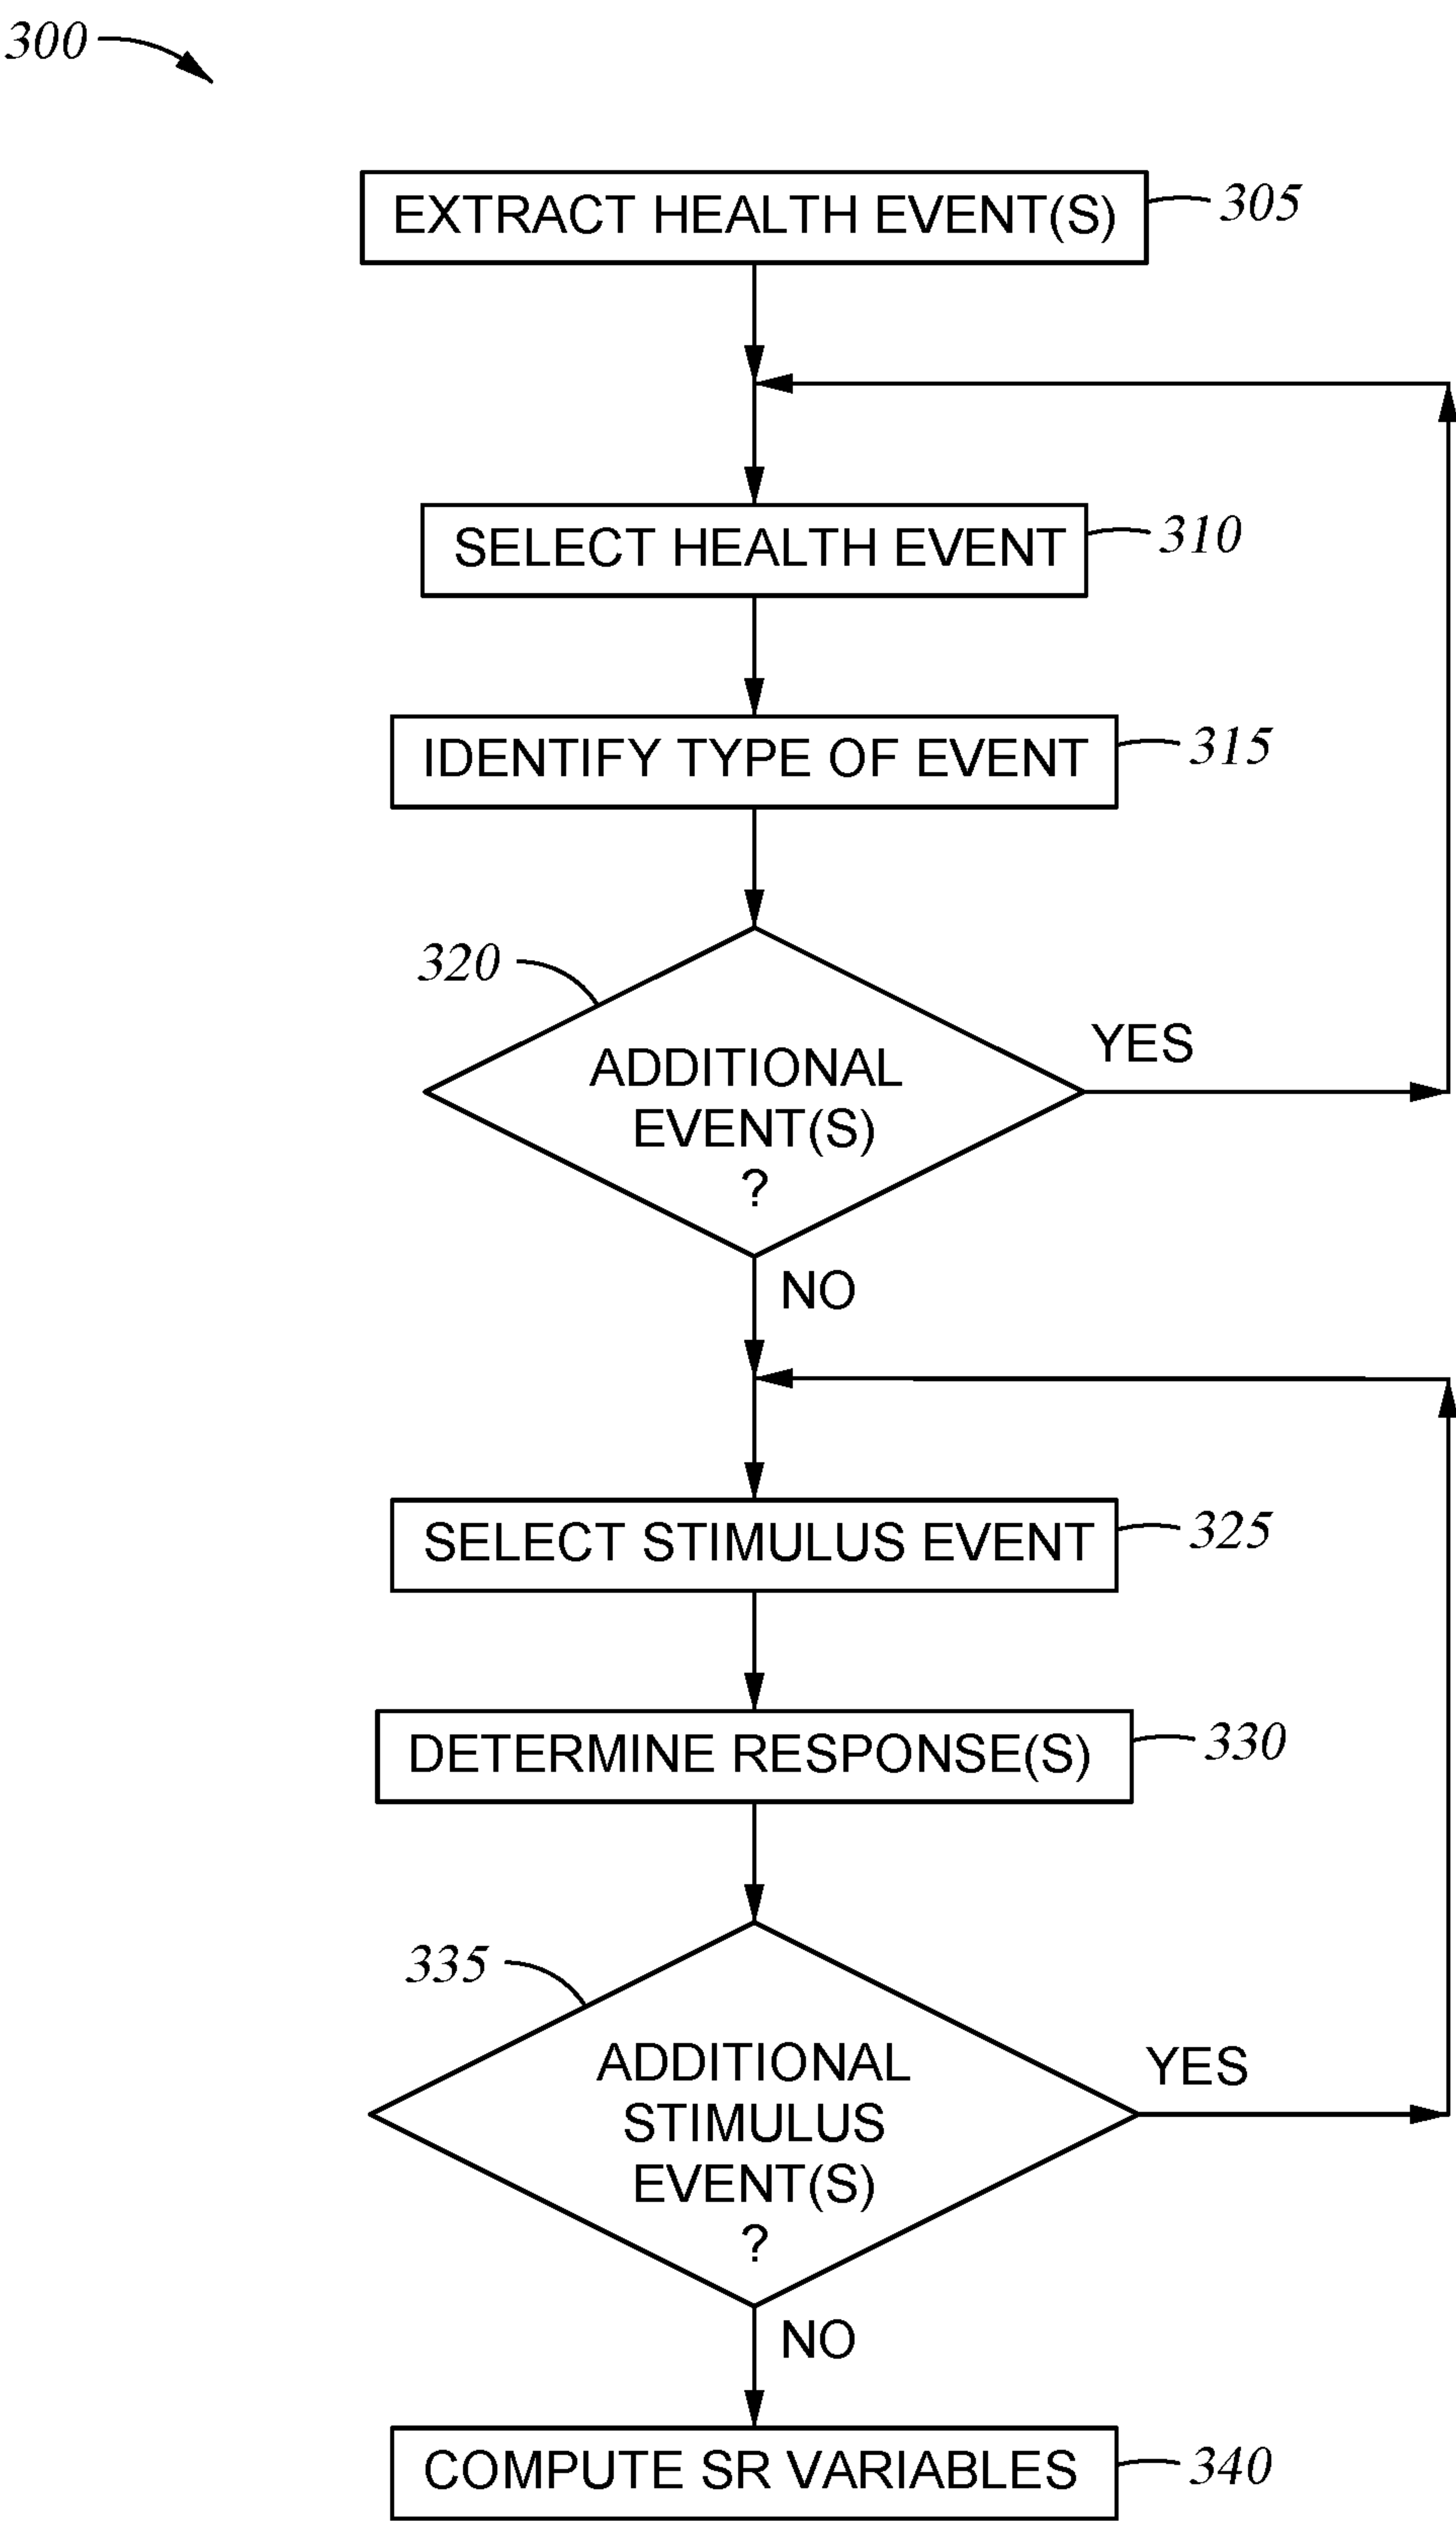 300
EXTRACT HEALTH EVENT(S)
305
SELECT HEALTH EVENT
310
IDENTIFY TYPE OF EVENT
315
320
ADDITIONAL
EVENT(S)
?
YES
NO
SELECT STIMULUS EVENT
325
DETERMINE RESPONSE(S)
330
335
ADDITIONAL
STIMULUS
EVENT(S)
?
YES
NO
COMPUTE SR VARIABLES
340